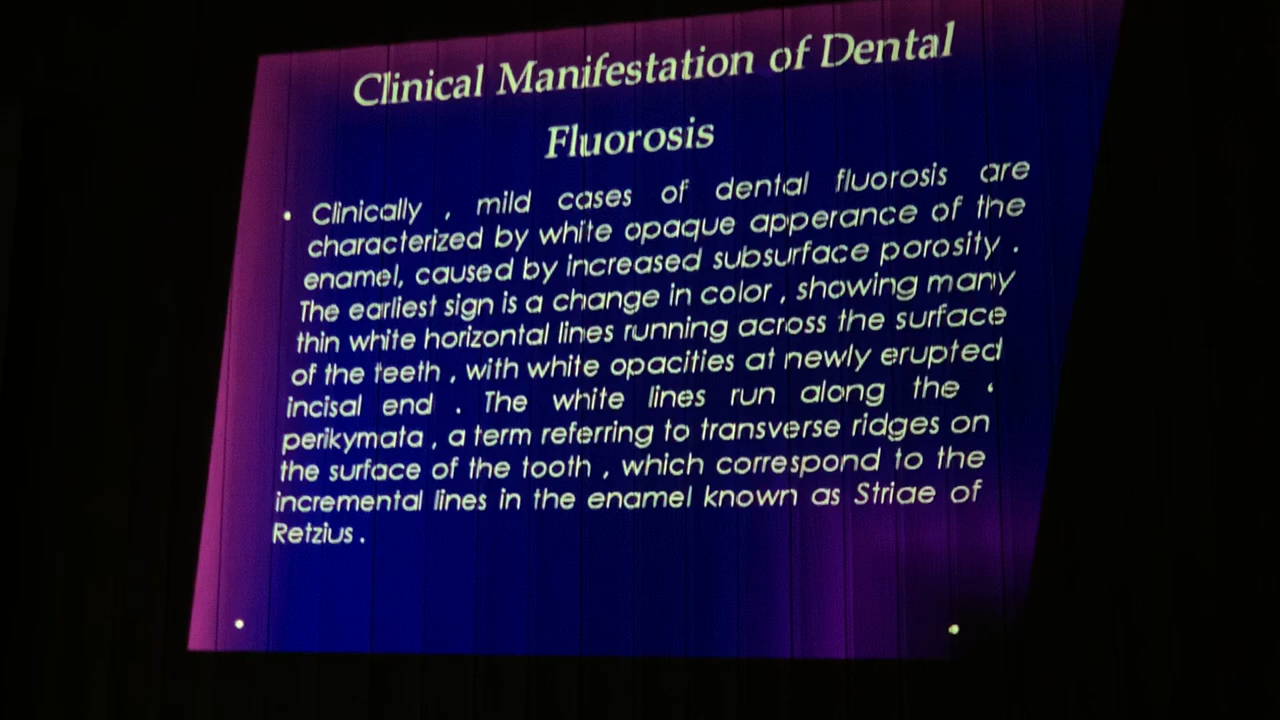 Clinical Manifestation of Dental
Fluorosis
• Clinically , mild cases of dental fluorosis are
characterized by white opaque apperance of the
enamel, caused by increased subsurface porosity .
The earliest sign is a change in color , showing many
thin white horizontal lines running across the surface
of the teeth , with white opacities at newly erupted
incisal end . The white lines run along the ‘
perikymata , a term referring to transverse ridges on
the surface of the tooth , which correspond to the
incremental lines in the enamel known as Striae of
Retzius .